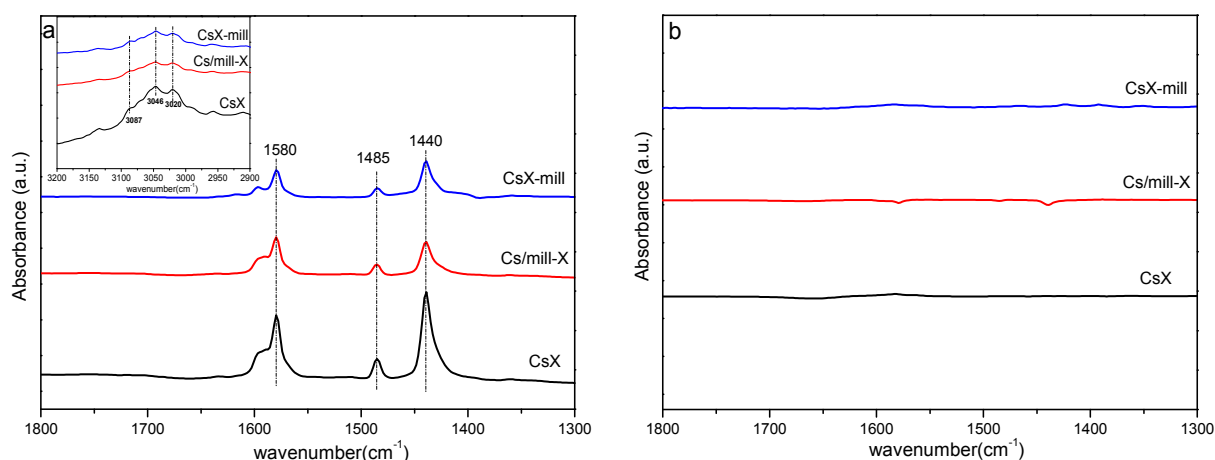 a
CsX-mill
Cs/mill-X
CsX
3087
3046
3020
3200 3150 3100 3050 3000 2950 2900
wavenumber(cm-1)
1580
1485
1440
CsX-mill
Cs/mill-X
CsX
Absorbance (a.u.)
1800 1700 1600 1500 1400 1300
wavenumber(cm-1)
b
CsX-mill
Cs/mill-X
CsX
Absorbance (a.u.)
1800 1700 1600 1500 1400 1300
wavenumber(cm-1)